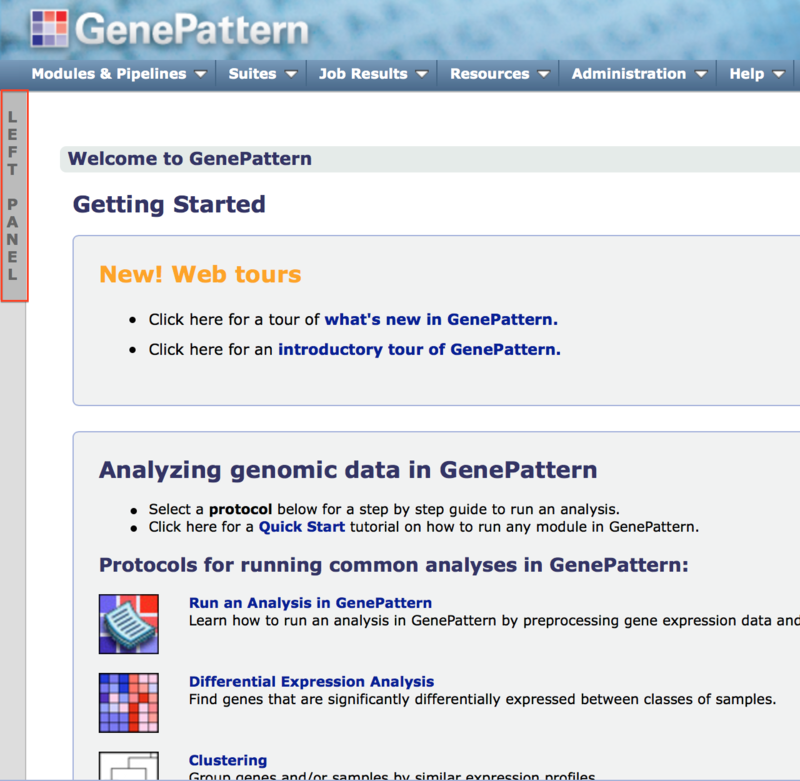 GenePattern
Modules & Pipelines Suites Job Results Resources Administration Help
LEFT PANEL
Welcome to GenePattern
Getting Started
New! Web tours
• Click here for a tour of what's new in GenePattern.
• Click here for an introductory tour of GenePattern.
Analyzing genomic data in GenePattern
• Select a protocol below for a step by step guide to run an analysis.
• Click here for a Quick Start tutorial on how to run any module in GenePattern.
Protocols for running common analyses in GenePattern:
Run an Analysis in GenePattern
Learn how to run an analysis in GenePattern by preprocessing gene expression data and
Differential Expression Analysis
Find genes that are significantly differentially expressed between classes of samples.
Clustering
Group genes and/or samples by similar expression profiles.